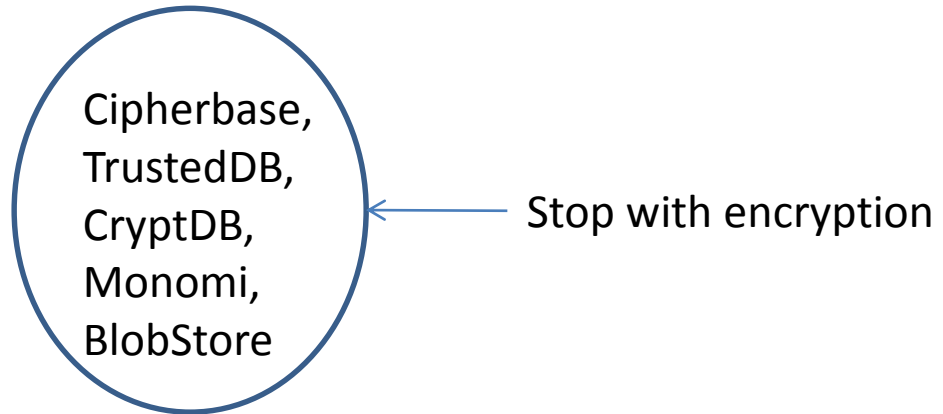 Cipherbase,
TrustedDB,
CryptDB,
Monomi,
BlobStore
Stop with encryption